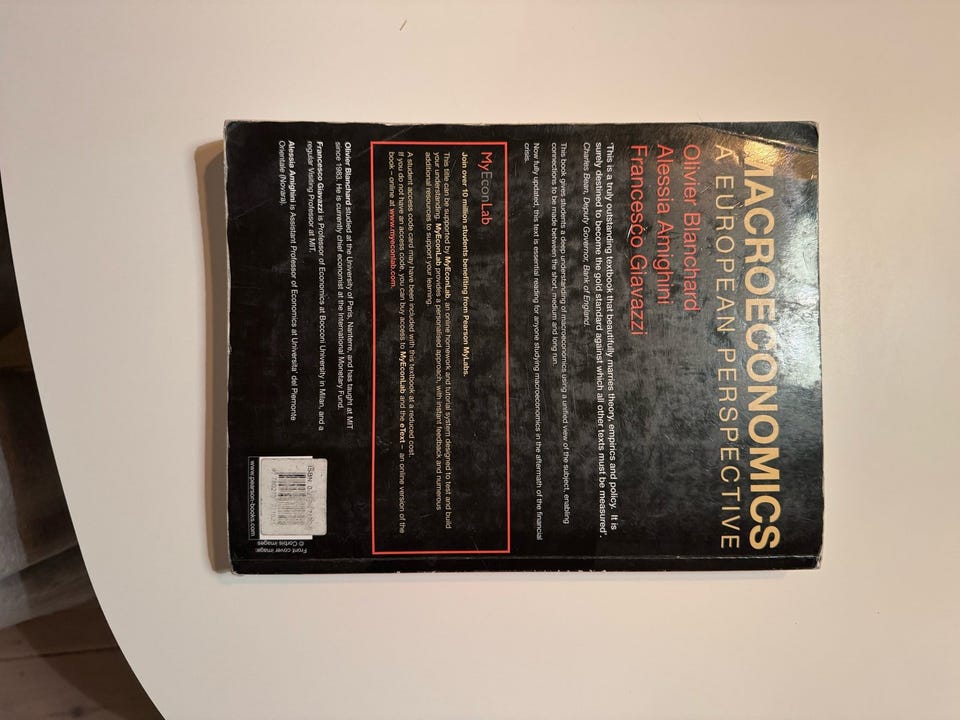 MACROECONOMICS
A EUROPEAN PERSPECTIVE
Olivier Blanchard
Alessia Amighini
Francesco Giavazzi
'This is a truly outstanding textbook that beautifully marries theory, empirics and policy. It is
surely destined to become the gold standard against which all other texts must be measured'.
Charles Bean, Deputy Governor, Bank of England
This book gives students a deep understanding of macroeconomics using a unified view of the subject, enabling
connections to be made between the short, medium and long run.
Now fully updated, this text is essential reading for anyone studying macroeconomics in the aftermath of the financial
crisis.
MyEconLab
Join over 10 million students benefiting from Pearson MyLabs.
This title can be supported by MyEconLab, an online homework and tutorial system designed to test and build
your understanding. MyEconLab provides a personalised approach, with instant feedback and numerous
additional resources to support your learning.
A student access code card may have been included with this textbook at a reduced cost.
If you do not have an access code, you can buy access to MyEconLab and the eText – an online version of the
book – online at www.myeconlab.com.
Olivier Blanchard studied at the University of Paris, Nanterre, and has taught at MIT
since 1983. He is currently chief economist at the International Monetary Fund.
Francesco Giavazzi is Professor of Economics at Bocconi University in Milan, and a
regular Visiting Professor at MIT.
Alessia Amighini is Assistant Professor of Economics at Universita' del Piemonte
Orientale (Novara).
ISBN:
Front cover image:
© Corbis images
www.pearson-books.com